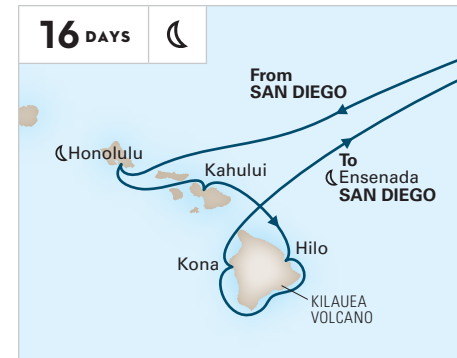 16 DAYS
From
SAN DIEGO
Honolulu
Kahului
To
Ensenada
SAN DIEGO
Kona
Hilo
KILAUEA
VOLCANO